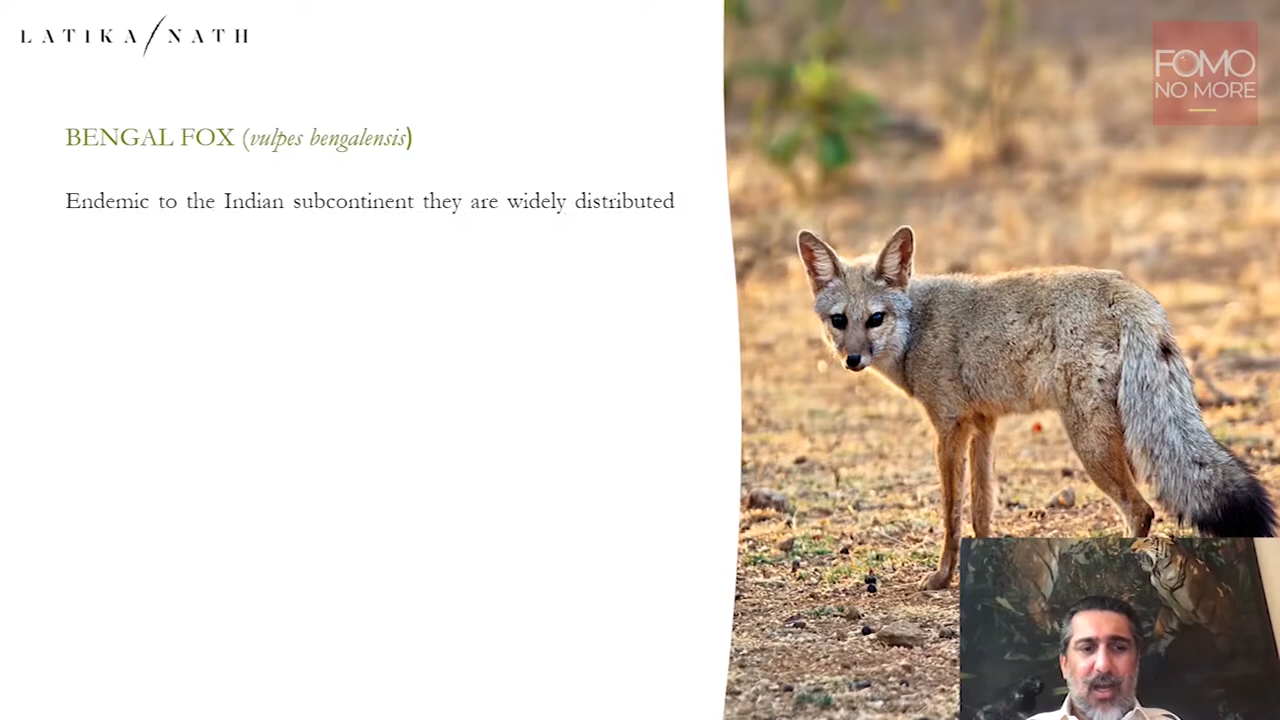 LATIKA/NATH
FOMO
NO MORE
BENGAL FOX (vulpes bengalensis)
Endemic to the Indian subcontinent they are widely distributed